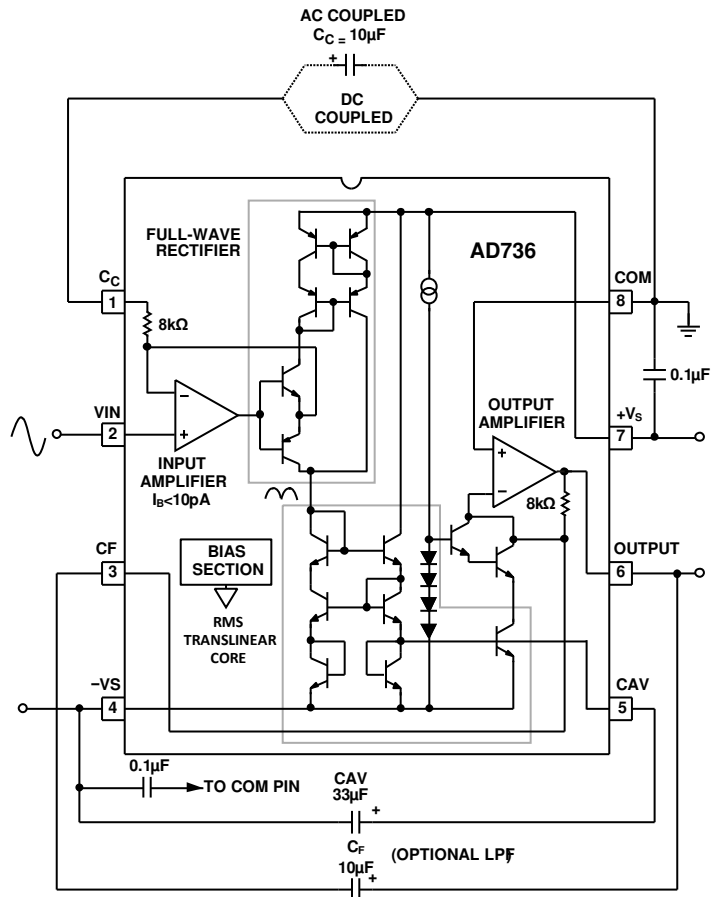 AC COUPLED
CC = 10µF
+
DC
COUPLED
FULL-WAVE
RECTIFIER
AD736
CC
1
8kΩ
COM
8
0.1µF
VIN
2
−
+
INPUT
AMPLIFIER
IB<10pA
OUTPUT
AMPLIFIER
+
−
8kΩ
+VS
7
CF
3
BIAS
SECTION
RMS
TRANSLINEAR
CORE
OUTPUT
6
−VS
4
CAV
5
0.1µF
TO COM PIN
CAV
33µF
+
CF
10µF
+
(OPTIONAL LPF)